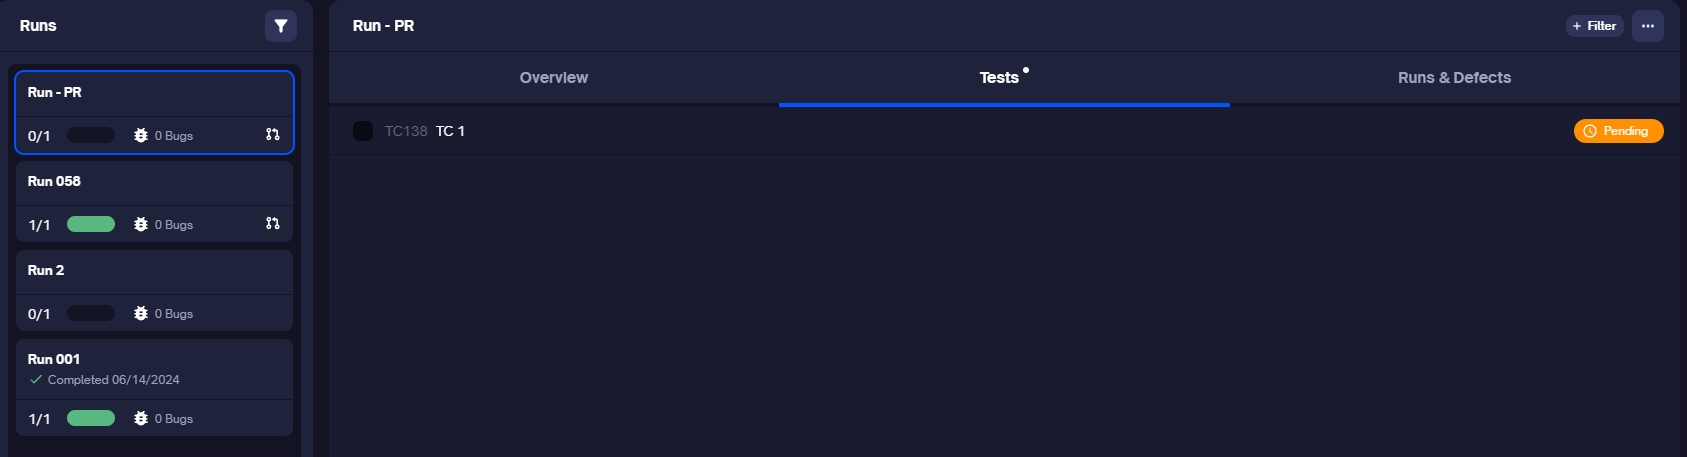 Runs
Run - PR
0/1 0 Bugs
Run 058
1/1 0 Bugs
Run 2
0/1 0 Bugs
Run 001
Completed 06/14/2024
1/1 0 Bugs
Run - PR
+ Filter
Overview Tests Runs & Defects
TC138 TC 1 Pending